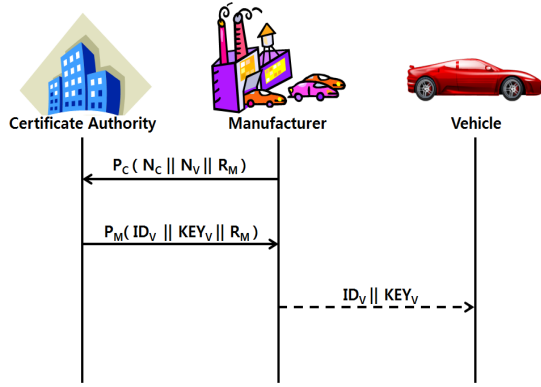 Certificate Authority Manufacturer Vehicle
P_C ( N_C || N_V || R_M )
P_M( ID_V || KEY_V || R_M )
ID_V || KEY_V